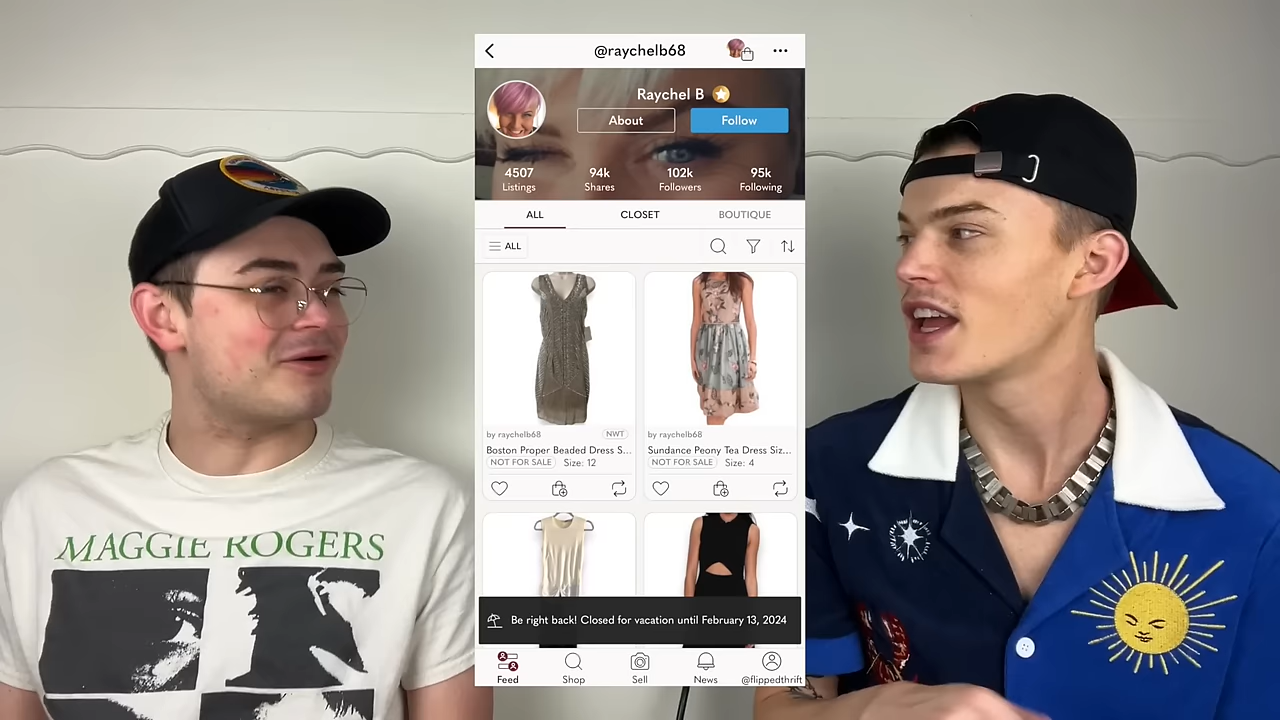 @raychelb68
Raychel B
About
Follow
4507
94k
102k
95k
Listings
Shares
Followers
Following
ALL
CLOSET
BOUTIQUE
ALL
by raychelb68
NWT
Boston Proper Beaded Dress S...
NOT FOR SALE
Size: 12
by raychelb68
Sundance Peony Tea Dress Siz...
NOT FOR SALE
Size: 4
Be right back! Closed for vacation until February 13, 2024
Feed
Shop
Sell
News
@flippedthrift
MAGGIE ROGERS